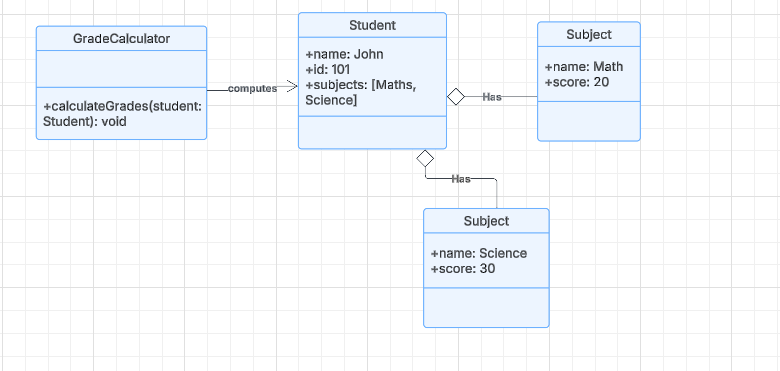 GradeCalculator
+calculateGrades(student:
Student): void
computes
Student
+name: John
+id: 101
+subjects: [Maths,
Science]
Has
Subject
+name: Math
+score: 20
Has
Subject
+name: Science
+score: 30